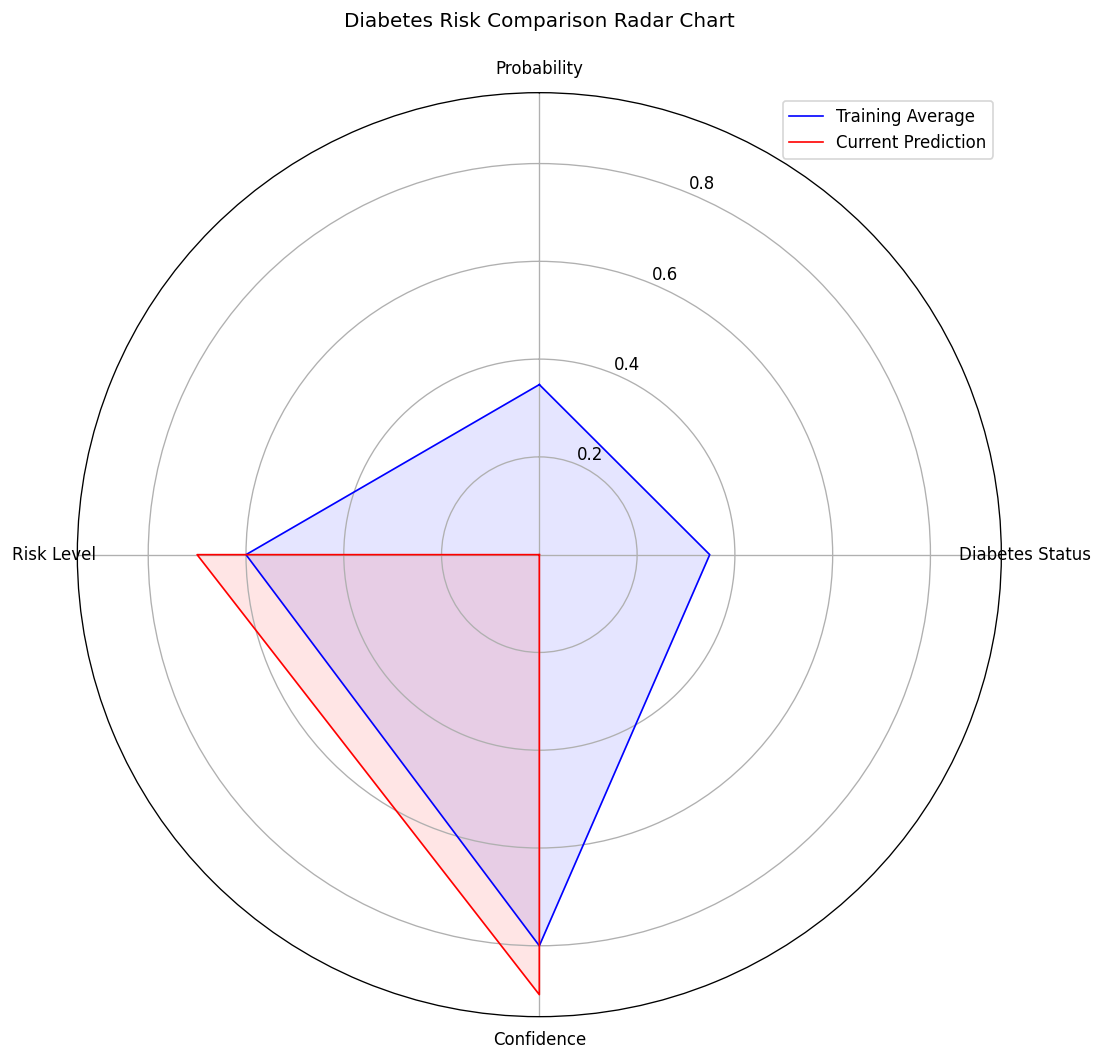 Diabetes Risk Comparison Radar Chart
Probability
Training Average
Current Prediction
0.8
0.6
0.4
0.2
Risk Level
Diabetes Status
Confidence